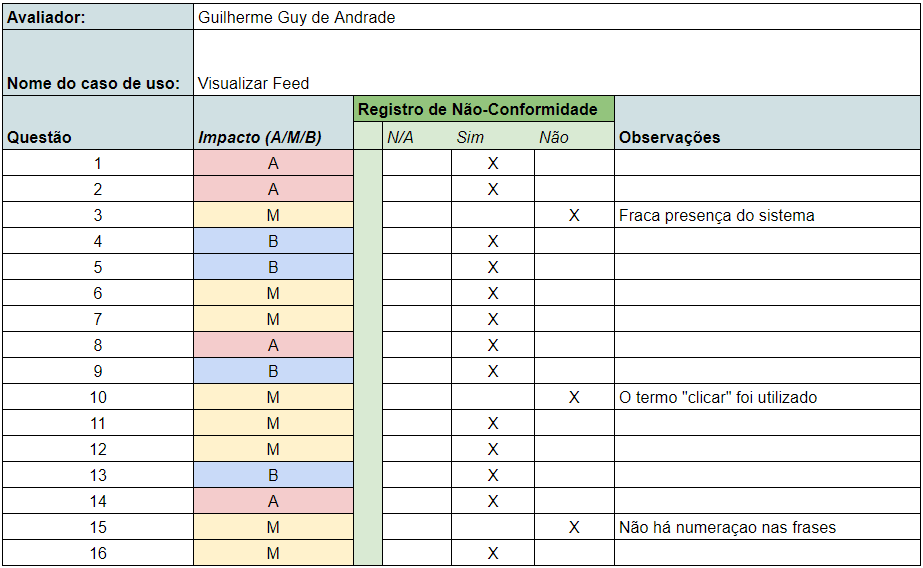 Avaliador: Guilherme Guy de Andrade
Nome do caso de uso: Visualizar Feed
Registro de Não-Conformidade
Questão Impacto (A/M/B) N/A Sim Não Observações
1 A X
2 A X
3 M X Fraca presença do sistema
4 B X
5 B X
6 M X
7 M X
8 A X
9 B X
10 M X O termo "clicar" foi utilizado
11 M X
12 M X
13 B X
14 A X
15 M X Não há numeraçao nas frases
16 M X